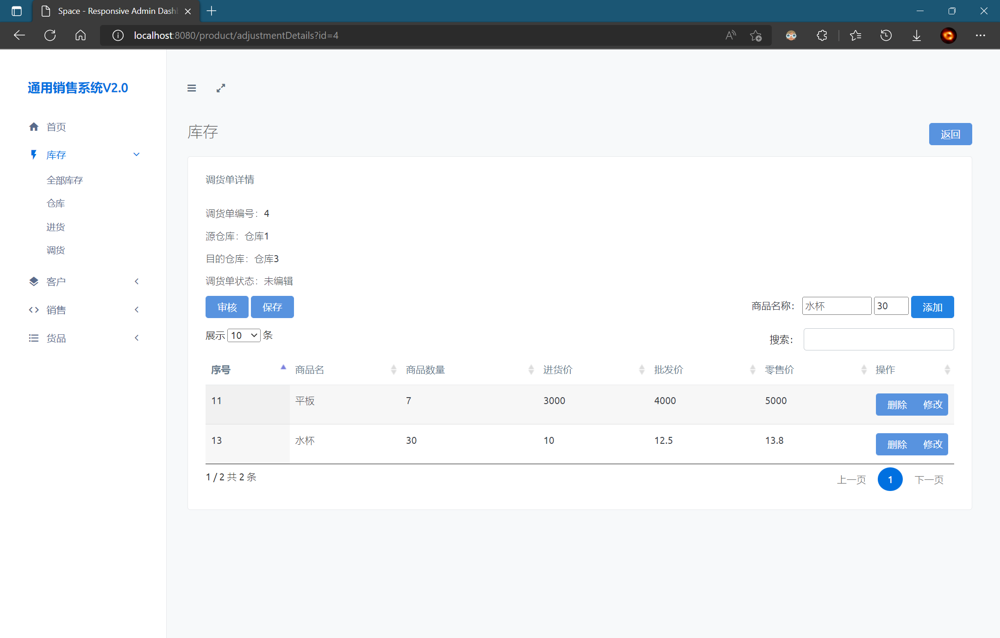 Space - Responsive Admin Dash
localhost:8080/product/adjustmentDetails?id=4
通用销售系统V2.0
首页
库存
全部库存
仓库
进货
调货
客户
销售
货品
库存
返回
调货单详情
调货单编号：4
源仓库：仓库1
目的仓库：仓库3
调货单状态：未编辑
审核 保存 商品名称： 水杯 30 添加
展示 10 条 搜索：
序号 商品名 商品数量 进货价 批发价 零售价 操作
11 平板 7 3000 4000 5000 删除 修改
13 水杯 30 10 12.5 13.8 删除 修改
1 / 2 共 2 条 上一页 1 下一页